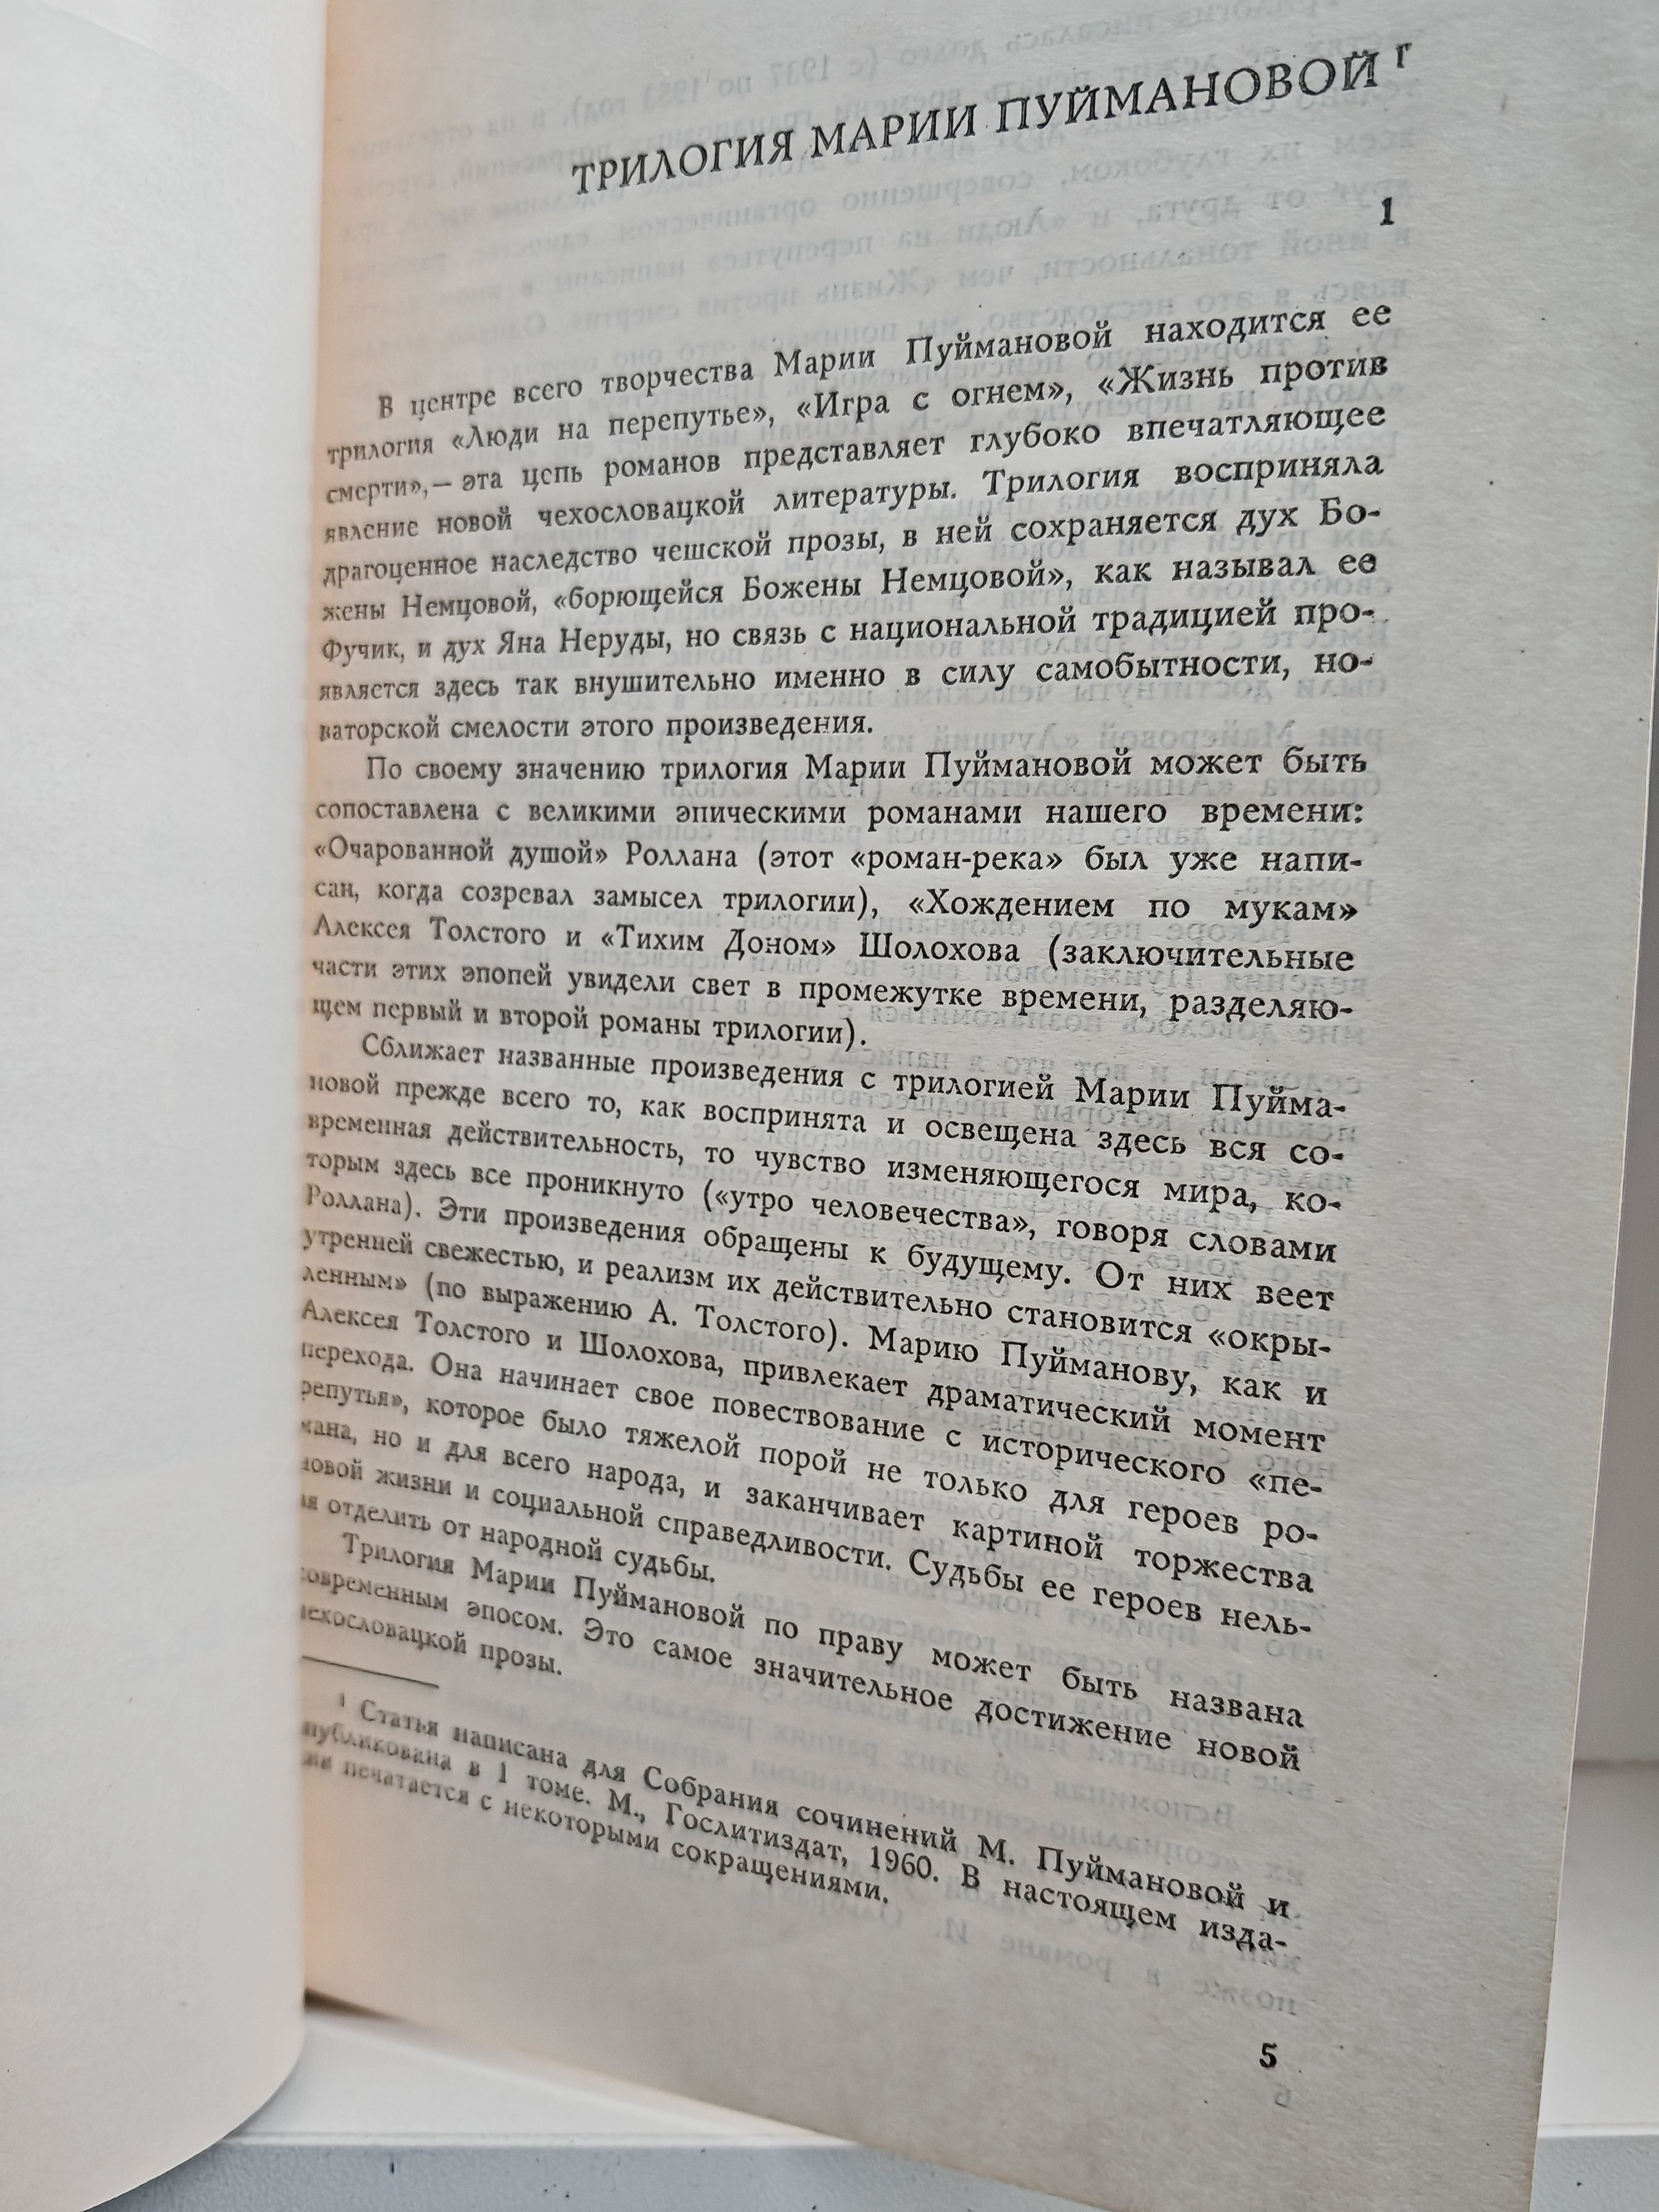 ТРИЛОГИЯ МАРИИ ПУЙМАНОВОЙ 1
1
В центре всего творчества Марии Пуймановой находится ее
трилогия «Люди на перепутье», «Игра с огнем», «Жизнь против
смерти»,— эта цепь романов представляет глубоко впечатляющее
явление новой чехословацкой литературы. Трилогия восприняла
драгоценное наследство чешской прозы, в ней сохраняется дух Бо-
жены Немцовой, «борющейся Божены Немцовой», как называл ее
Фучик, и дух Яна Неруды, но связь с национальной традицией про-
является здесь так внушительно именно в силу самобытности, но-
ваторской смелости этого произведения.
По своему значению трилогия Марии Пуймановой может быть
сопоставлена с великими эпическими романами нашего времени:
«Очарованной душой» Роллана (этот «роман-река» был уже напи-
сан, когда созревал замысел трилогии), «Хождением по мукам»
Алексея Толстого и «Тихим Доном» Шолохова (заключительные
части этих эпопей увидели свет в промежутке времени, разделяю-
щем первый и второй романы трилогии).
Сближает названные произведения с трилогией Марии Пуйма-
новой прежде всего то, как воспринята и освещена здесь вся со-
временная действительность, то чувство изменяющегося мира, ко-
торым здесь все проникнуто («утро человечества», говоря словами
Роллана). Эти произведения обращены к будущему. От них веет
утренней свежестью, и реализм их действительно становится «окры-
ленным» (по выражению А. Толстого). Марию Пуйманову, как и
Алексея Толстого и Шолохова, привлекает драматический момент
перехода. Она начинает свое повествование с исторического «пе-
репутья», которое было тяжелой порой не только для героев ро-
мана, но и для всего народа, и заканчивает картиной торжества
новой жизни и социальной справедливости. Судьбы ее героев нель-
зя отделить от народной судьбы.
Трилогия Марии Пуймановой по праву может быть названа
современным эпосом. Это самое значительное достижение новой
чехословацкой прозы.
1 Статья написана для Собрания сочинений М. Пуймановой и
опубликована в 1 томе. М., Гослитиздат, 1960. В настоящем изда-
нии печатается с некоторыми сокращениями.
5